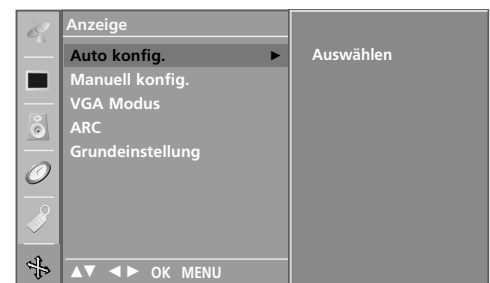 Anzeige
Auto konfig. ► Auswählen
Manuell konfig.
VGA Modus
ARC
Grundeinstellung
▲▼ ◄► OK MENU